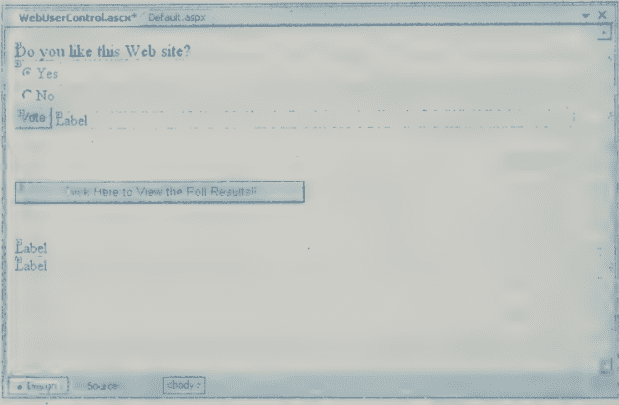 WebUserControl.ascx* Default.aspx
Do you like this Web site?
Yes
No
Vote Label
Click Here to View the Poll Results!!
Label
Label
Design Source <body>